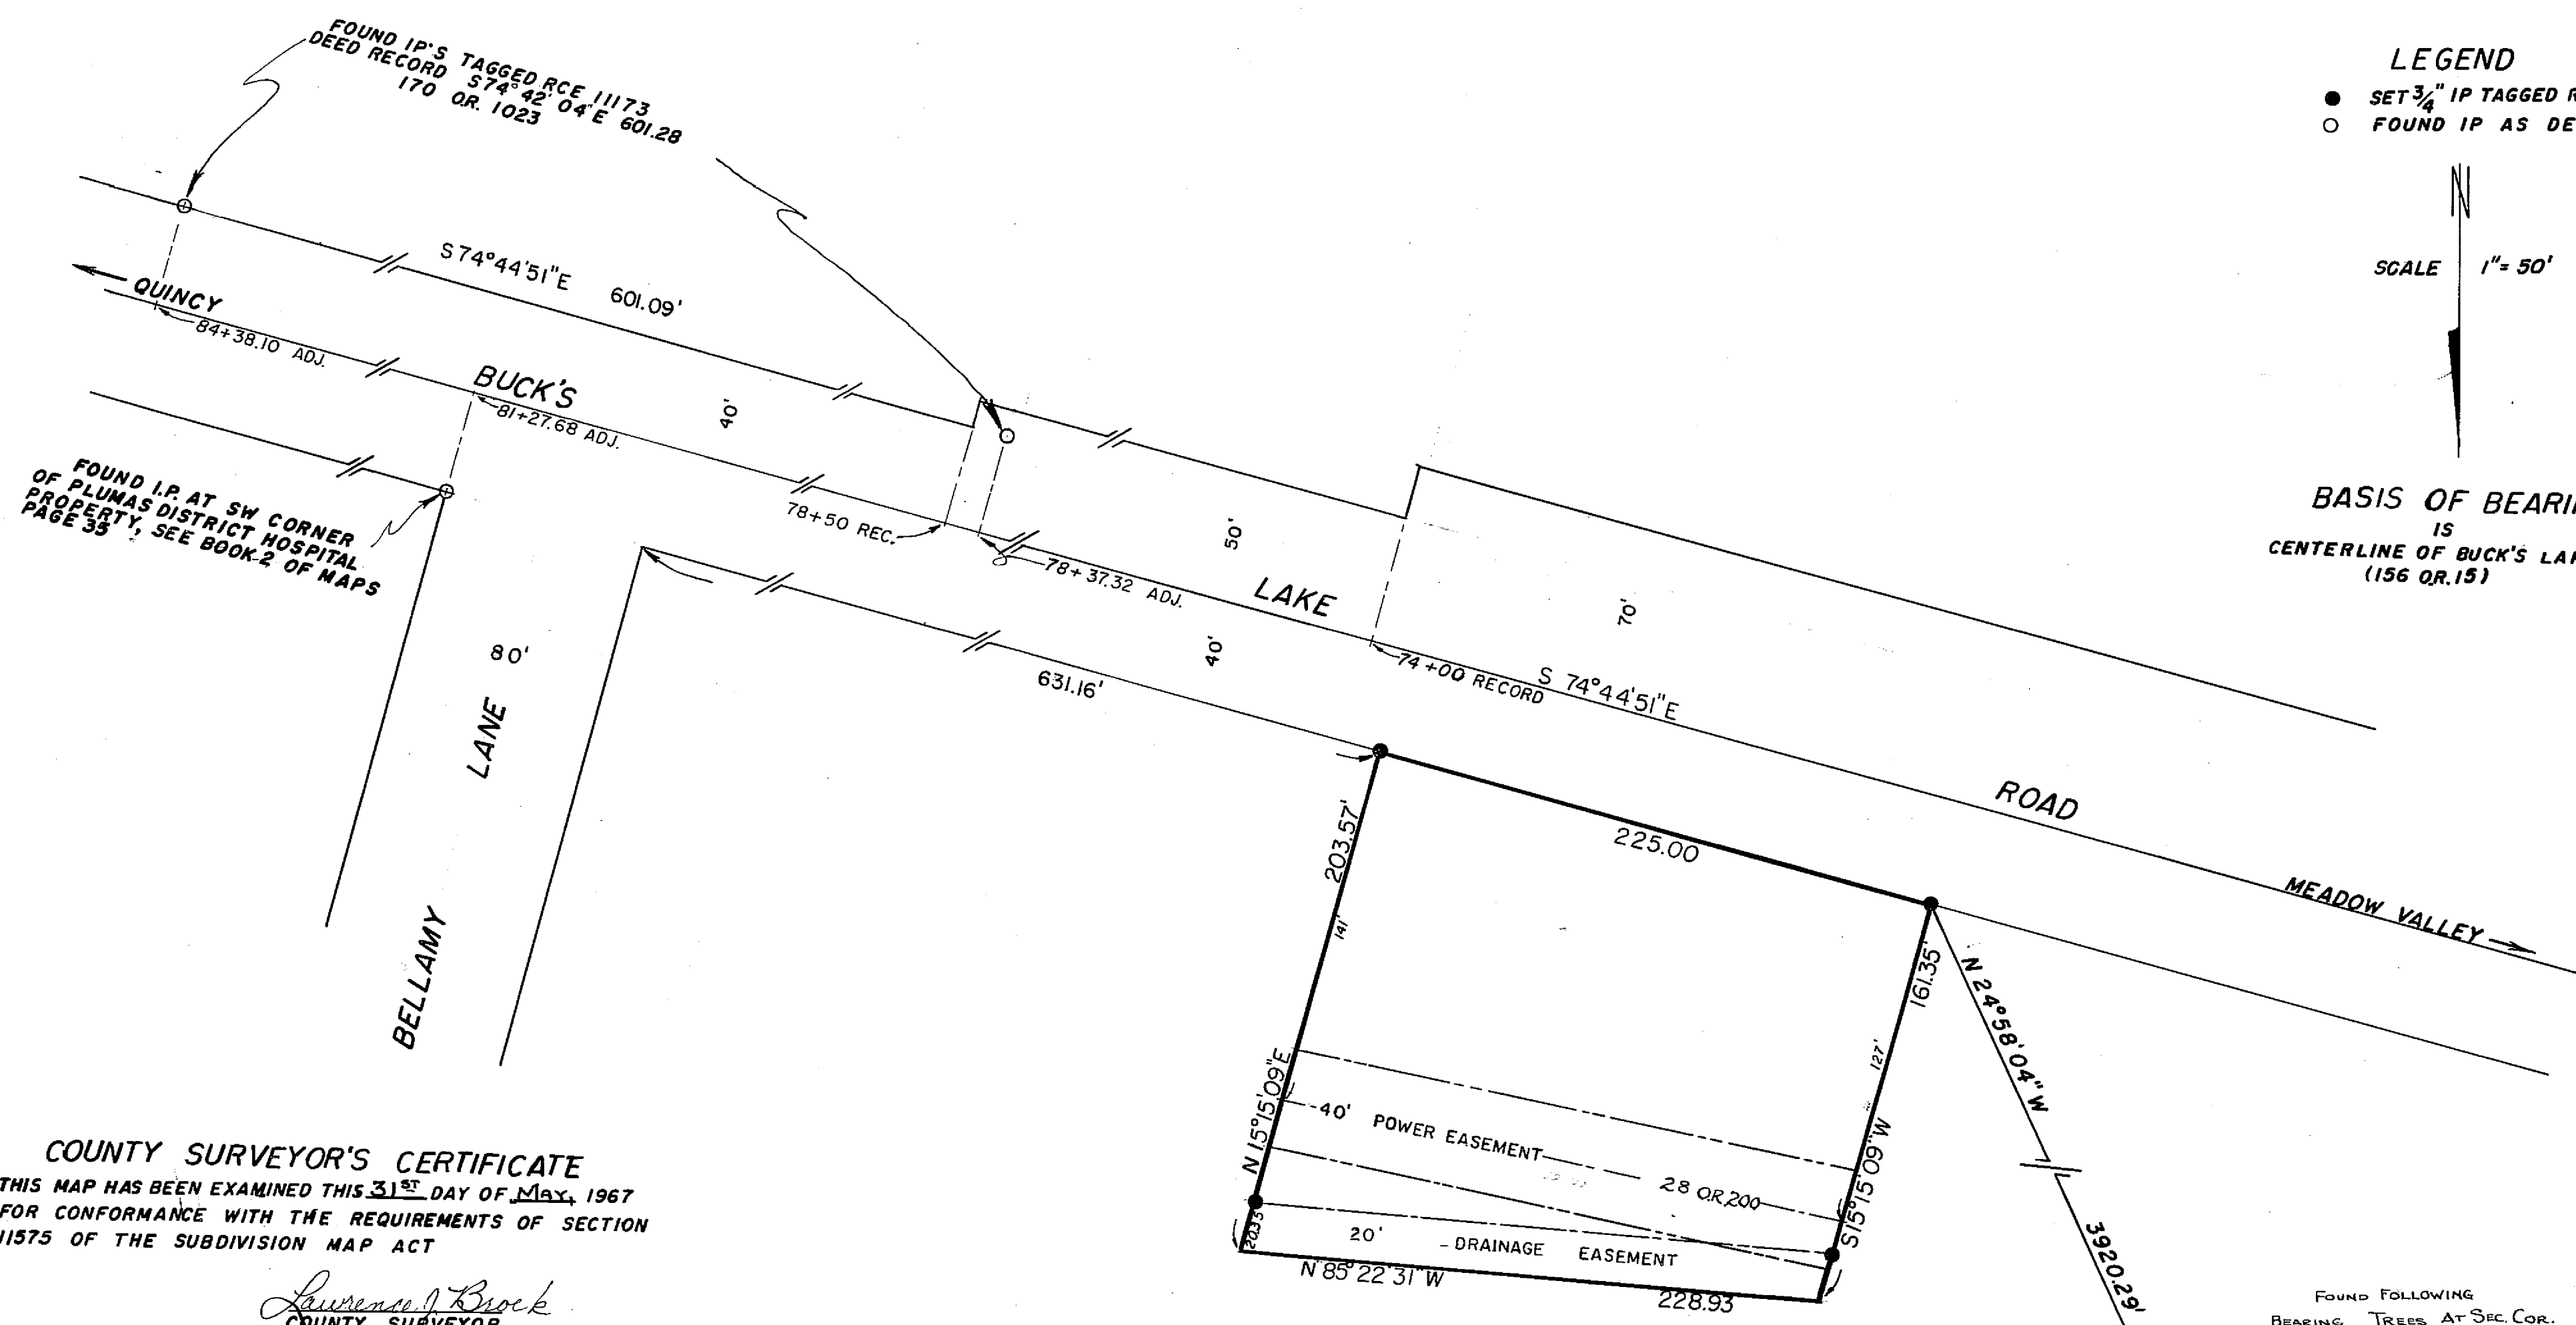 FOUND IP'S TAGGED RCE 11173
DEED RECORD S74°42'04"E 601.28
170 O.R. 1023
LEGEND
SET 3/4" IP TAGGED
FOUND IP AS
N
SCALE 1"= 50'
BASIS OF
IS
CENTERLINE OF BUCK'S
(156 O.R. 15)
S 74°44'51"E 601.09'
QUINCY
84+38.10 ADJ.
BUCK'S
81+27.68 ADJ.
40'
78+50 REC.
78+37.32 ADJ.
50'
LAKE
70'
40'
74+00 RECORD
S 74°44'51"E
631.16'
ROAD
MEADOW VALLEY
FOUND I.P. AT SW CORNER
OF PLUMAS DISTRICT HOSPITAL
PROPERTY, SEE BOOK 2 OF MAPS
PAGE 35
80'
BELLAMY LANE
225.00
203.57'
141'
N 15°15'09"E
20.35
161.35'
127'
S 15°15'09"W
N 24°58'04" W
3920.29'
40' POWER EASEMENT 28 O.R. 200
20' DRAINAGE EASEMENT
N 85°22'31" W
228.93
COUNTY SURVEYOR'S CERTIFICATE
THIS MAP HAS BEEN EXAMINED THIS 31ST DAY OF MAY, 1967
FOR CONFORMANCE WITH THE REQUIREMENTS OF SECTION
11575 OF THE SUBDIVISION MAP ACT
Lawrence J Brock
COUNTY SURVEYOR
FOUND FOLLOWING
BEARING TREES AT SEC. COR.